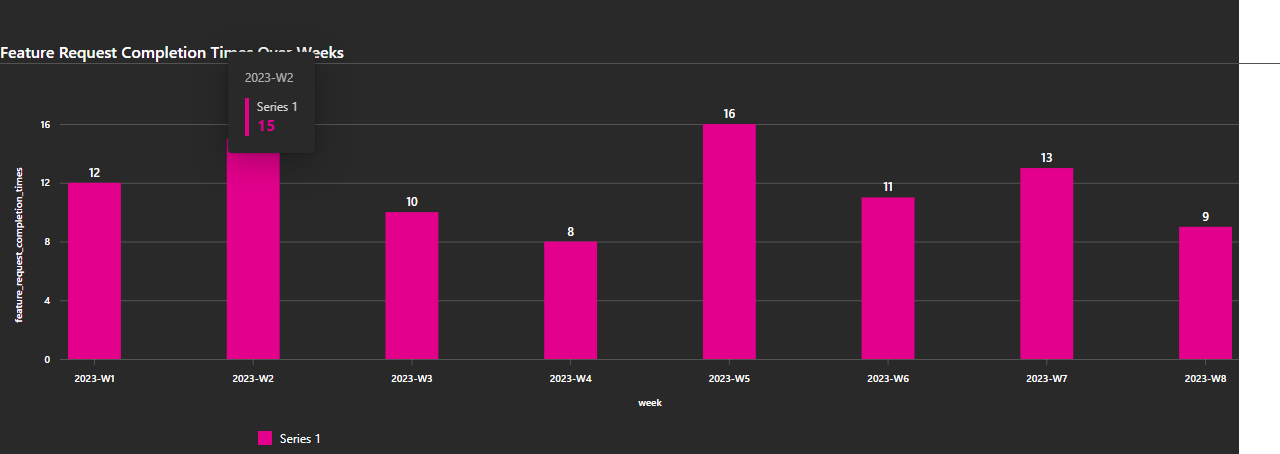 Feature Request Completion Times Over Weeks
2023-W2
Series 1
15
16
12
8
4
0
feature_request_completion_times
12
10
8
16
11
13
9
2023-W1
2023-W2
2023-W3
2023-W4
2023-W5
2023-W6
2023-W7
2023-W8
week
Series 1